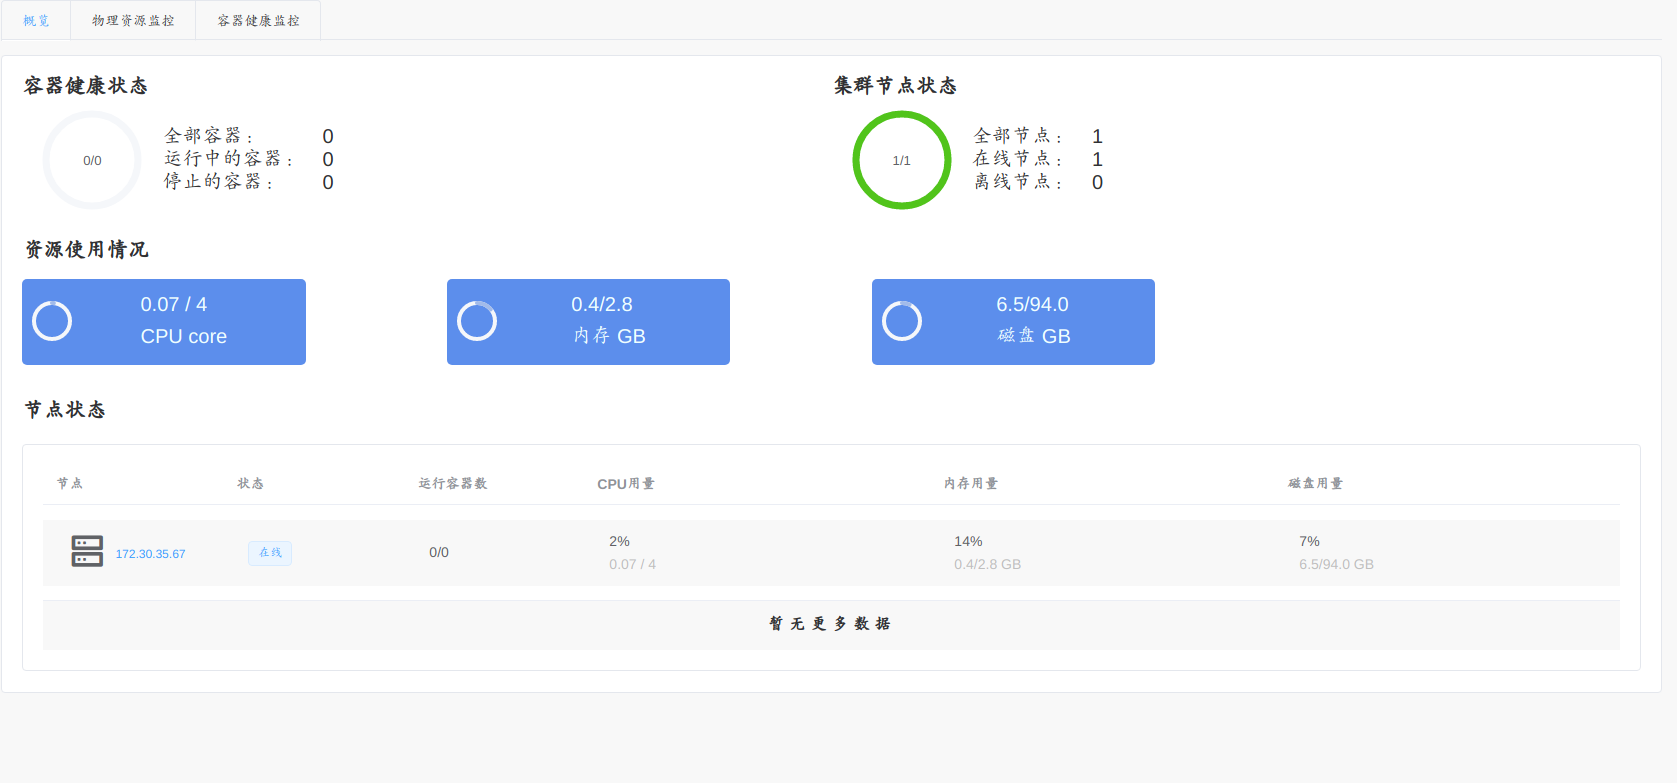 概览 物理资源监控 容器健康监控
容器健康状态
0/0
全部容器： 0
运行中的容器： 0
停止的容器： 0
集群节点状态
1/1
全部节点： 1
在线节点： 1
离线节点： 0
资源使用情况
0.07 / 4
CPU core
0.4/2.8
内存 GB
6.5/94.0
磁盘 GB
节点状态
节点 状态 运行容器数 CPU用量 内存用量 磁盘用量
172.30.35.67 在线 0/0 2% 14% 7%
0.07 / 4 0.4/2.8 GB 6.5/94.0 GB
暂无更多数据